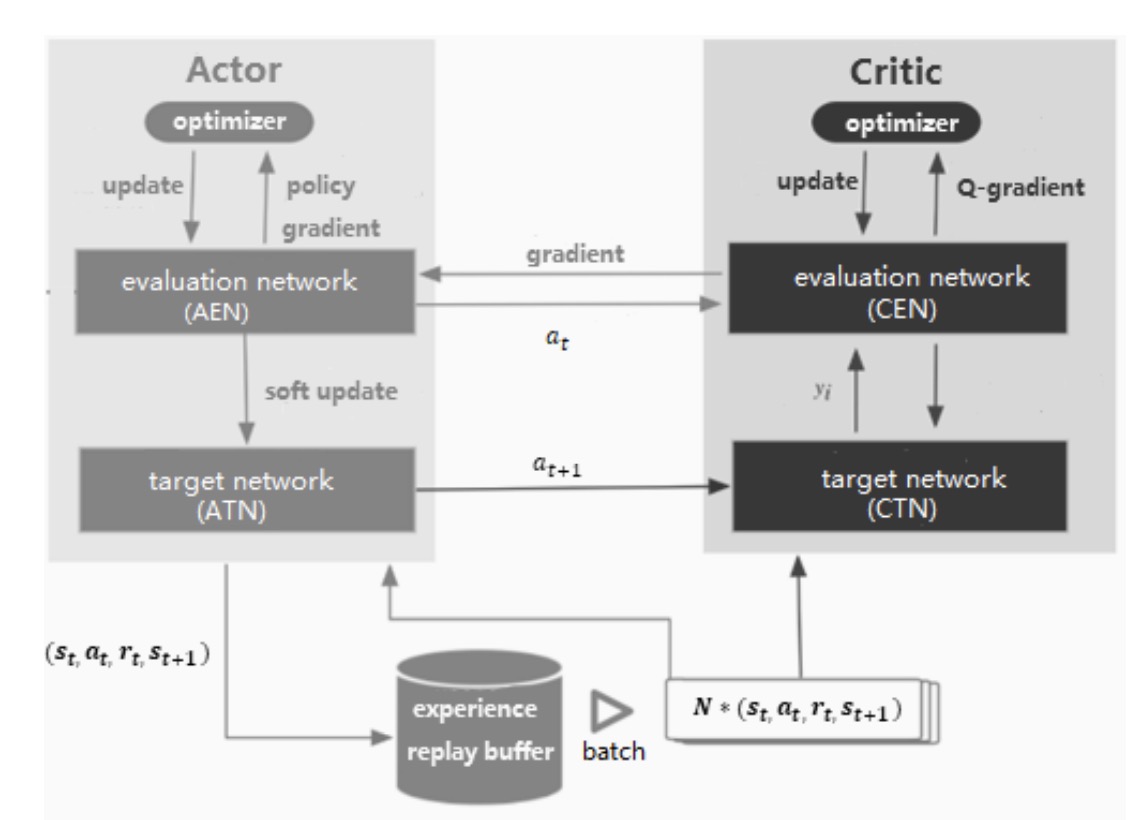 Actor
optimizer
update
policy
gradient
evaluation network
(AEN)
soft update
target network
(ATN)
gradient
a_t
a_{t+1}
Critic
optimizer
update
Q-gradient
evaluation network
(CEN)
y_i
target network
(CTN)
(s_t, a_t, r_t, s_{t+1})
experience
replay buffer
batch
N * (s_t, a_t, r_t, s_{t+1})